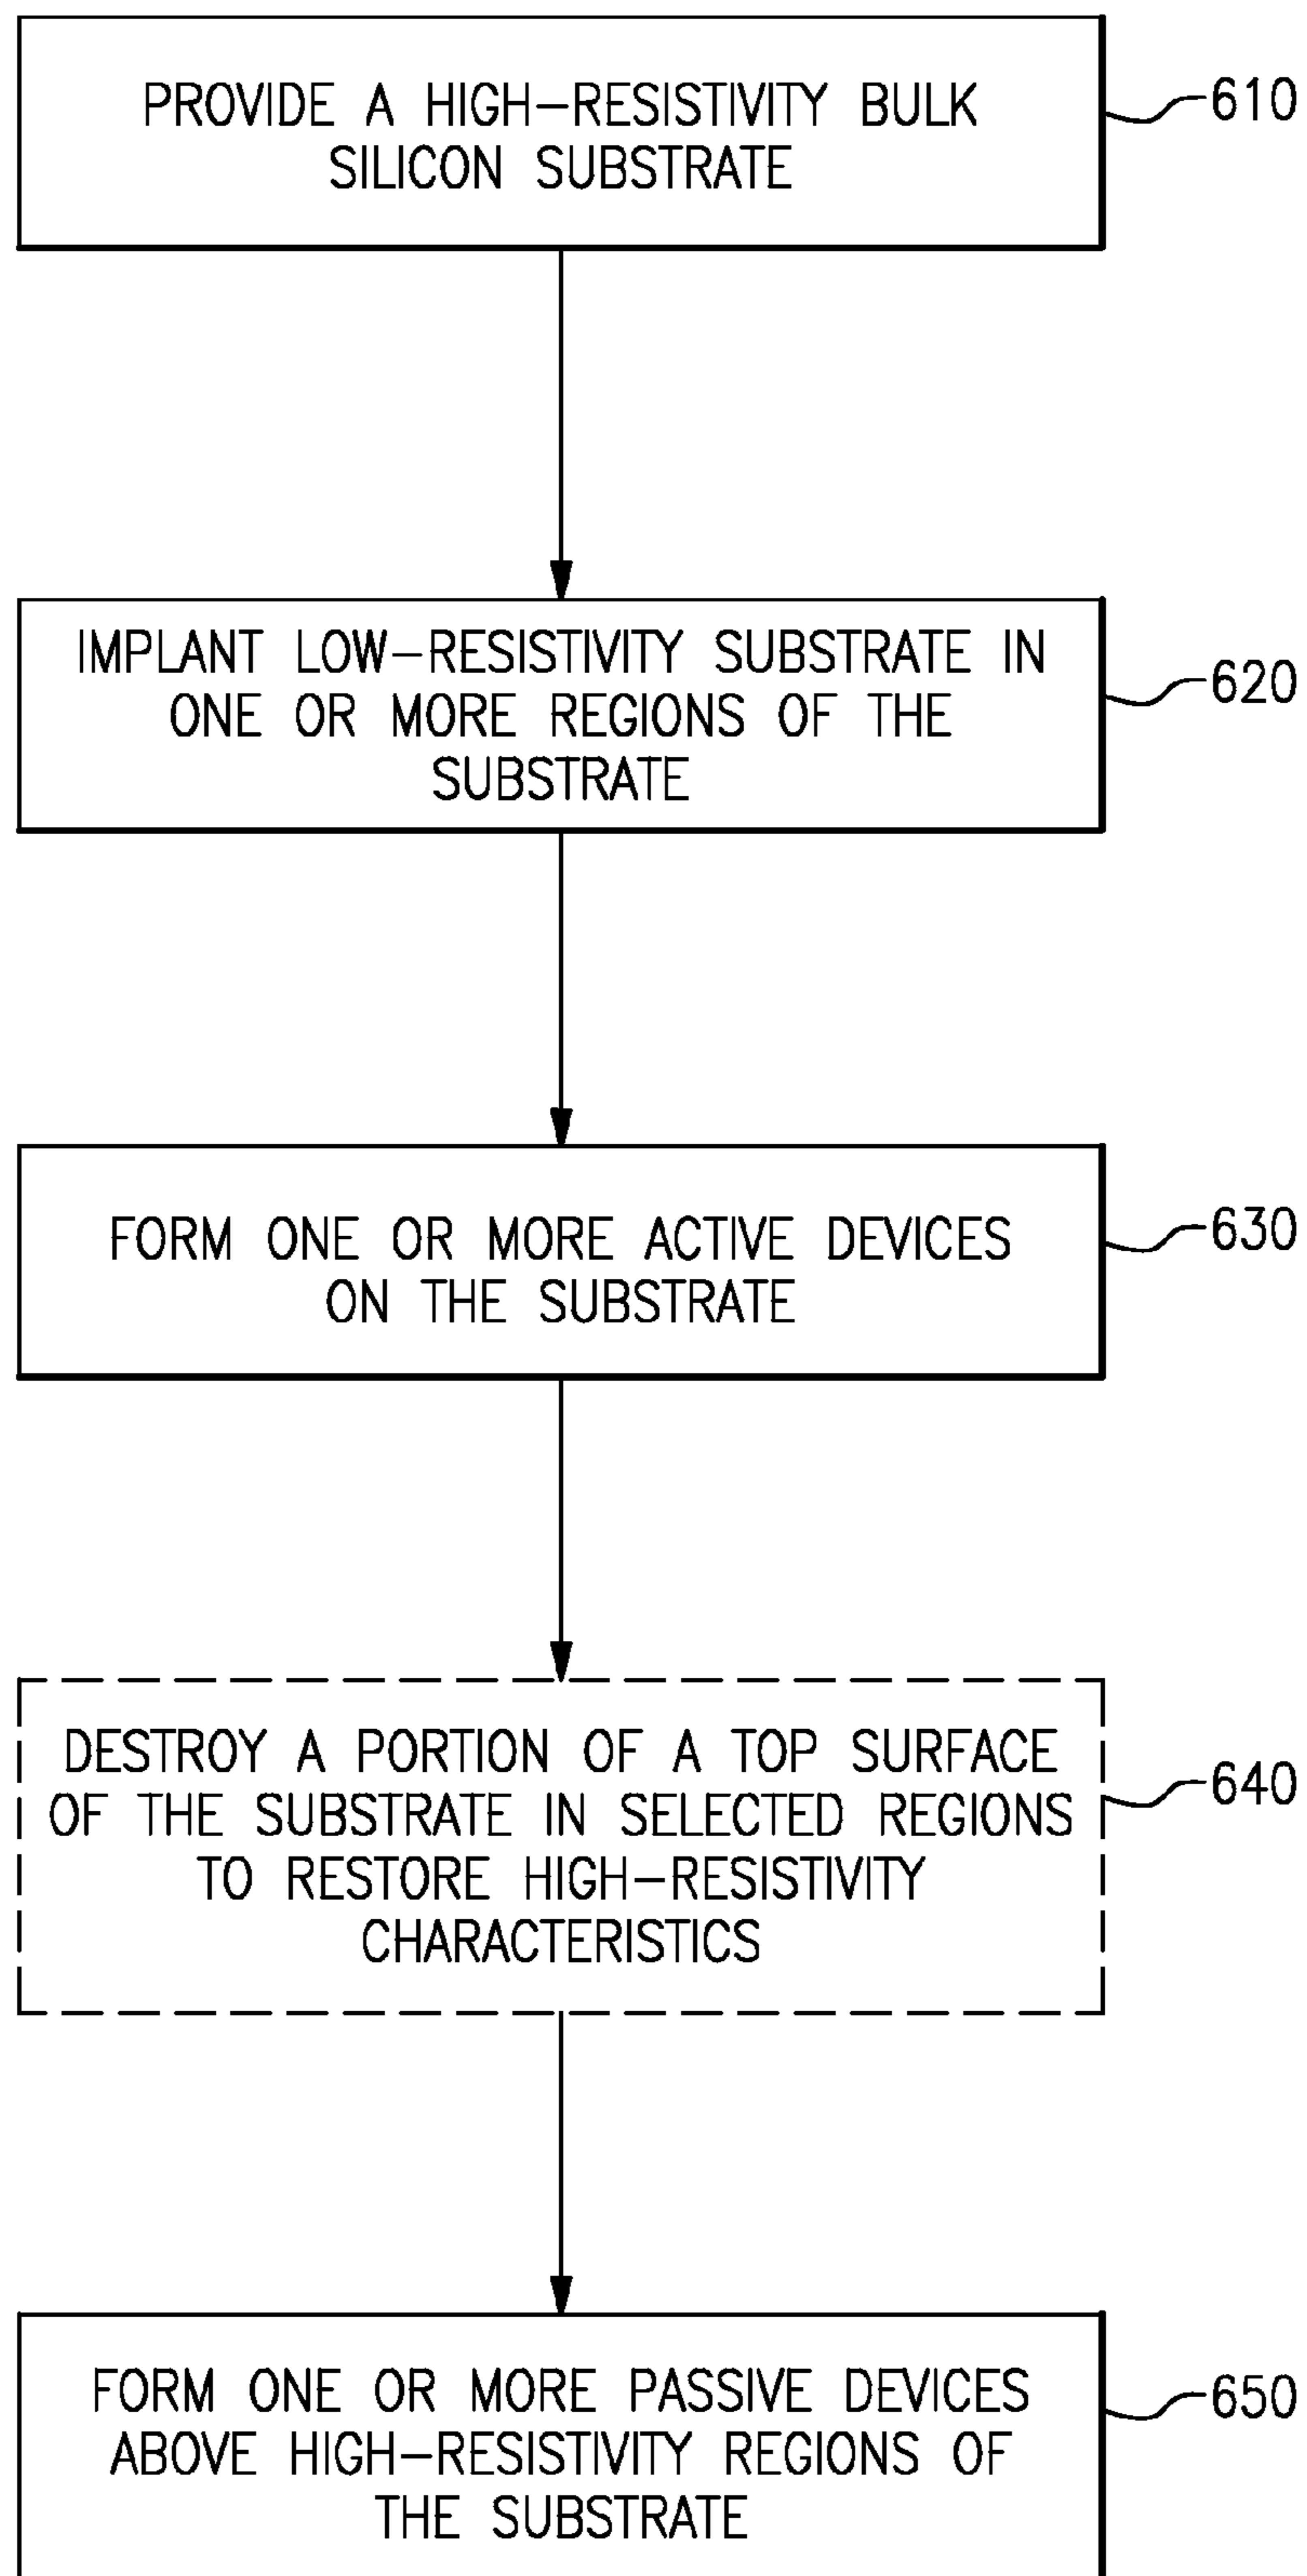 PROVIDE A HIGH-RESISTIVITY BULK
SILICON SUBSTRATE
610
IMPLANT LOW-RESISTIVITY SUBSTRATE IN
ONE OR MORE REGIONS OF THE
SUBSTRATE
620
FORM ONE OR MORE ACTIVE DEVICES
ON THE SUBSTRATE
630
DESTROY A PORTION OF A TOP SURFACE
OF THE SUBSTRATE IN SELECTED REGIONS
TO RESTORE HIGH-RESISTIVITY
CHARACTERISTICS
640
FORM ONE OR MORE PASSIVE DEVICES
ABOVE HIGH-RESISTIVITY REGIONS OF
THE SUBSTRATE
650